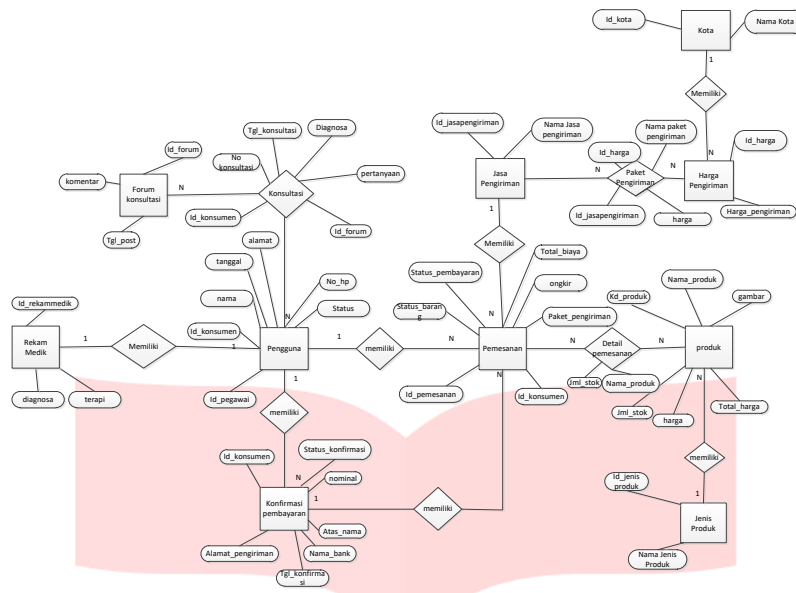 Id_kota
Kota
Nama Kota
1
Memiliki
N
Id_harga
Harga
Pengiriman
Harga_pengiriman
N
Nama paket
pengiriman
Id_harga
Paket
Pengiriman
Id_jasapengiriman
harga
N
Id_jasapengiriman
Nama Jasa
pengiriman
Jasa
Pengiriman
1
Memiliki
N
Tgl_konsultasi
Diagnosa
No
konsultasi
pertanyaan
Konsultasi
Id_konsumen
Id_forum
N
Id_forum
komentar
Forum
konsultasi
Tgl_post
alamat
tanggal
nama
Id_konsumen
No_hp
Status
N
Pengguna
Id_pegawai
1
1
1
Id_rekammedik
Rekam
Medik
1
Memiliki
diagnosa
terapi
memiliki
N
Status_pembayaran
Status_baran
g
Total_biaya
ongkir
Paket_pengiriman
Pemesanan
Id_pemesanan
Id_konsumen
N
N
Detail
pemesanan
Jml_stok
Nama_produk
N
Kd_produk
Nama_produk
gambar
produk
Jml_stok
harga
Total_harga
N
memiliki
1
Id_jenis
produk
Jenis
Produk
Nama Jenis
Produk
memiliki
N
Id_konsumen
Status_konfirmasi
nominal
Konfirmasi
pembayaran
1
memiliki
Atas_nama
Nama_bank
Alamat_pengiriman
Tgl_konfirma
si